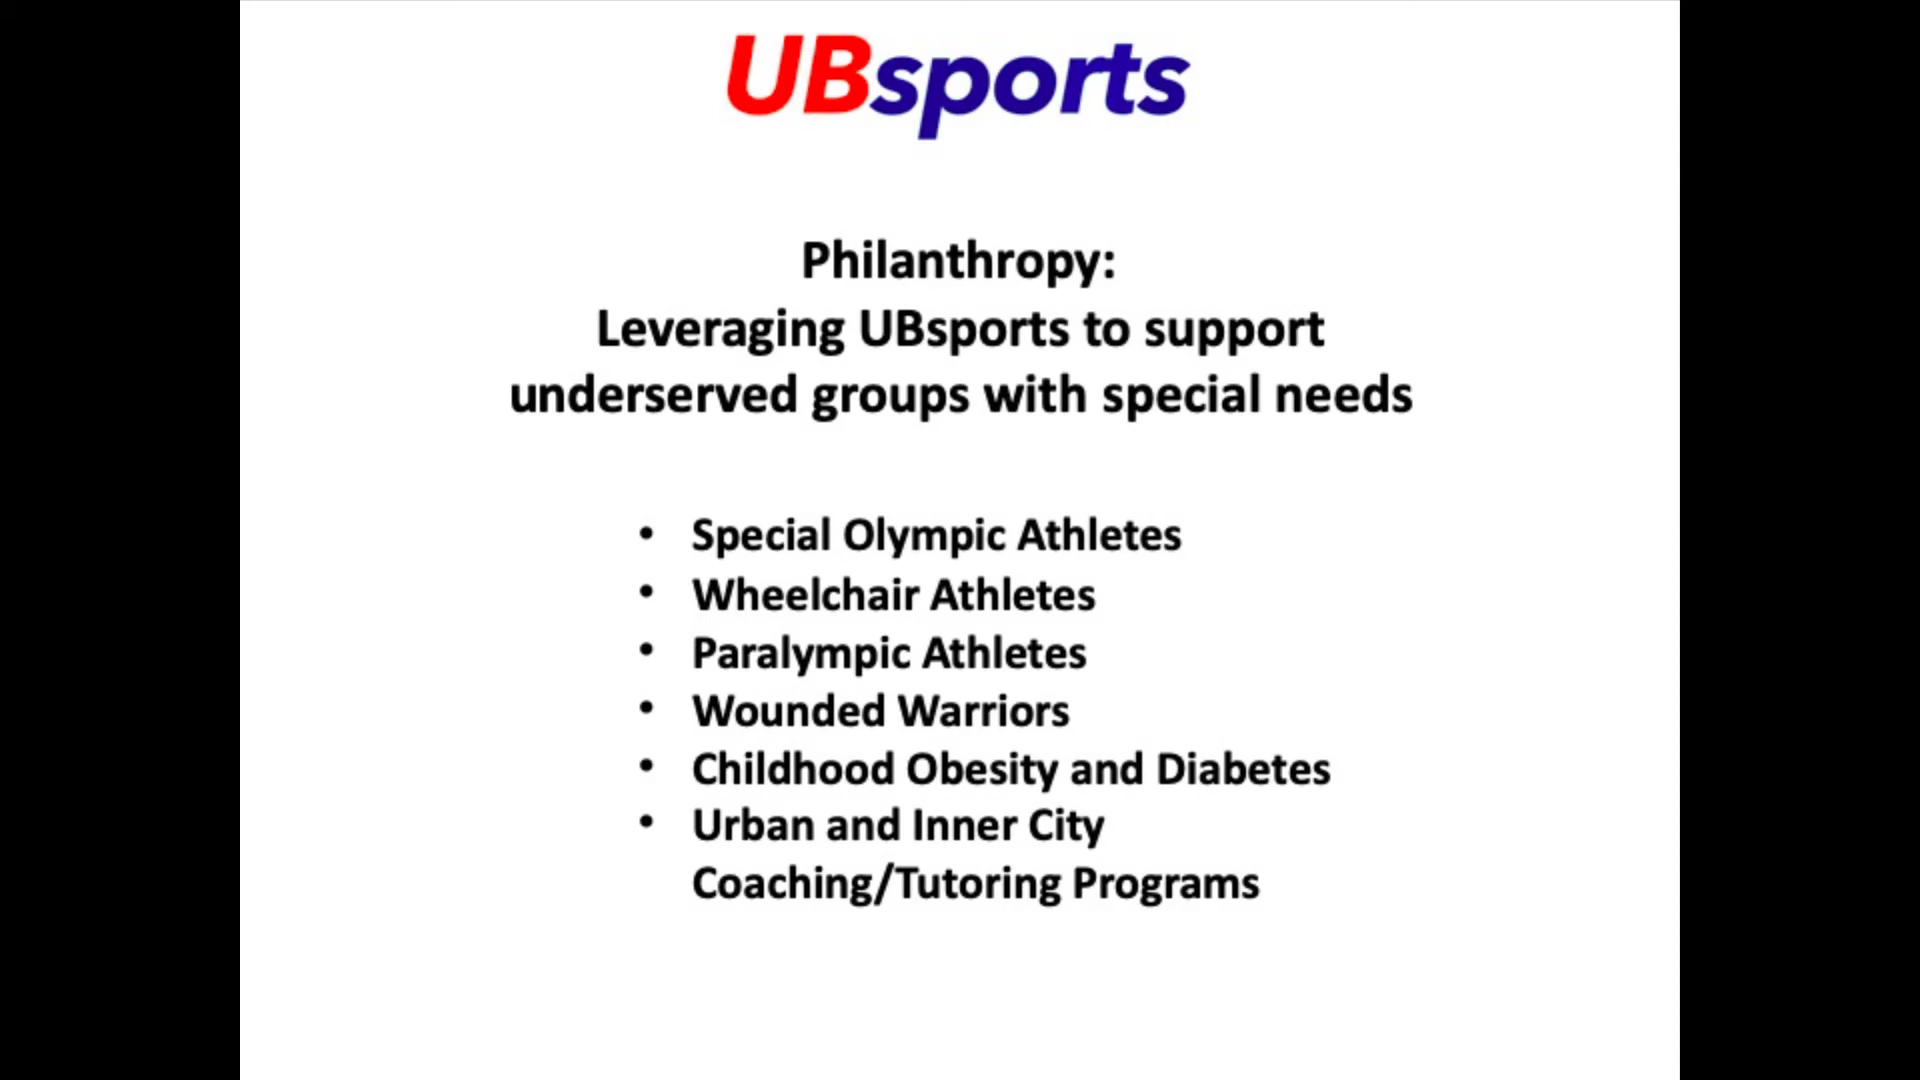 UBsports
Philanthropy:
Leveraging UBsports to support
underserved groups with special needs
• Special Olympic Athletes
• Wheelchair Athletes
• Paralympic Athletes
• Wounded Warriors
• Childhood Obesity and Diabetes
• Urban and Inner City
Coaching/Tutoring Programs